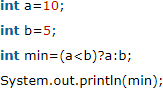 int a=10;
int b=5;
int min=(a<b)?a:b;
System.out.println(min);